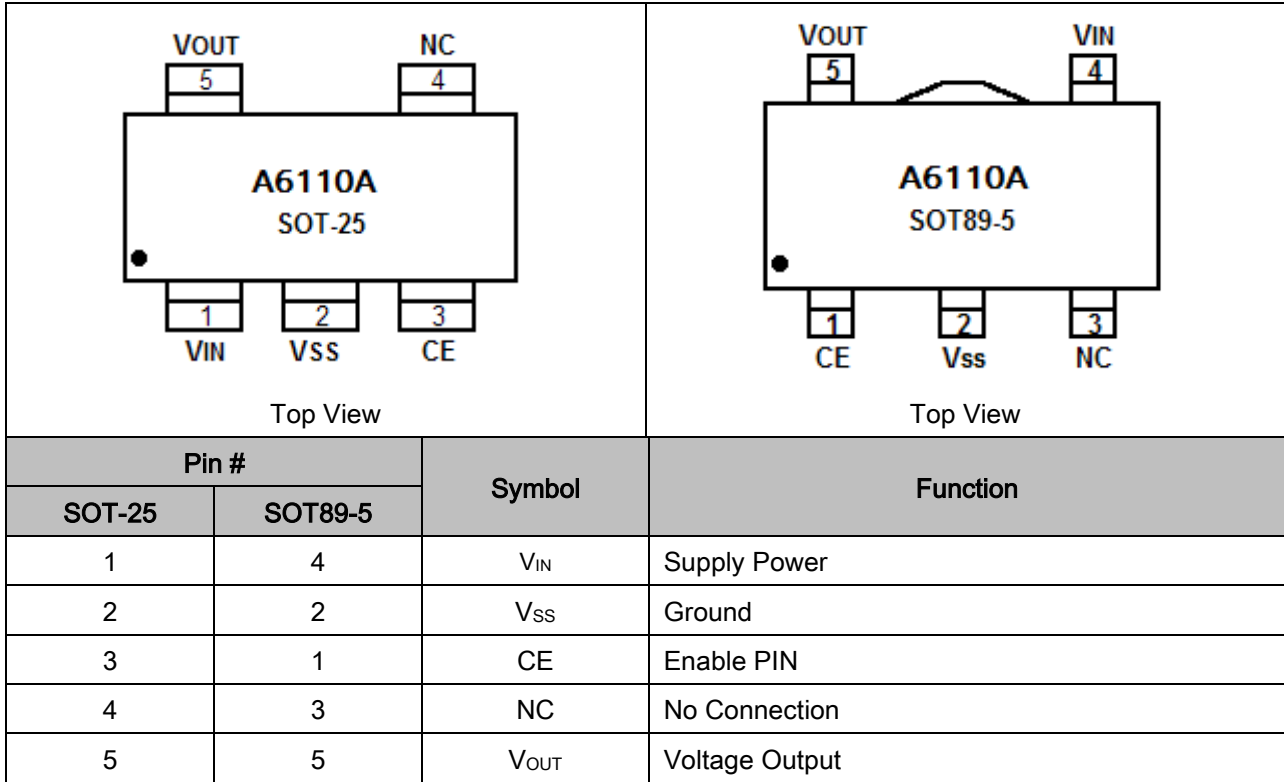 VOUT NC
5 4
A6110A
SOT-25
1 2 3
VIN VSS CE
Top View
VOUT VIN
5 4
A6110A
SOT89-5
1 2 3
CE Vss NC
Top View
Pin # Symbol Function
SOT-25 SOT89-5
1 4 VIN Supply Power
2 2 VSS Ground
3 1 CE Enable PIN
4 3 NC No Connection
5 5 VOUT Voltage Output